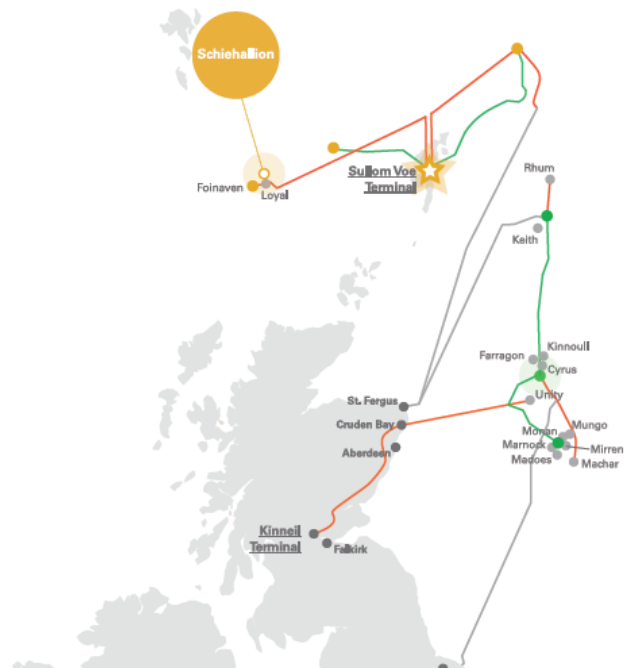 Schiehallion
Foinaven
Loyal
Sullom Voe
Terminal
Rhum
Keith
Kinnoull
Farragon
Cyrus
Unity
St. Fergus
Cruden Bay
Aberdeen
Monan
Mungo
Marnock
Mirren
Madoes
Machar
Kinneil
Terminal
Falkirk